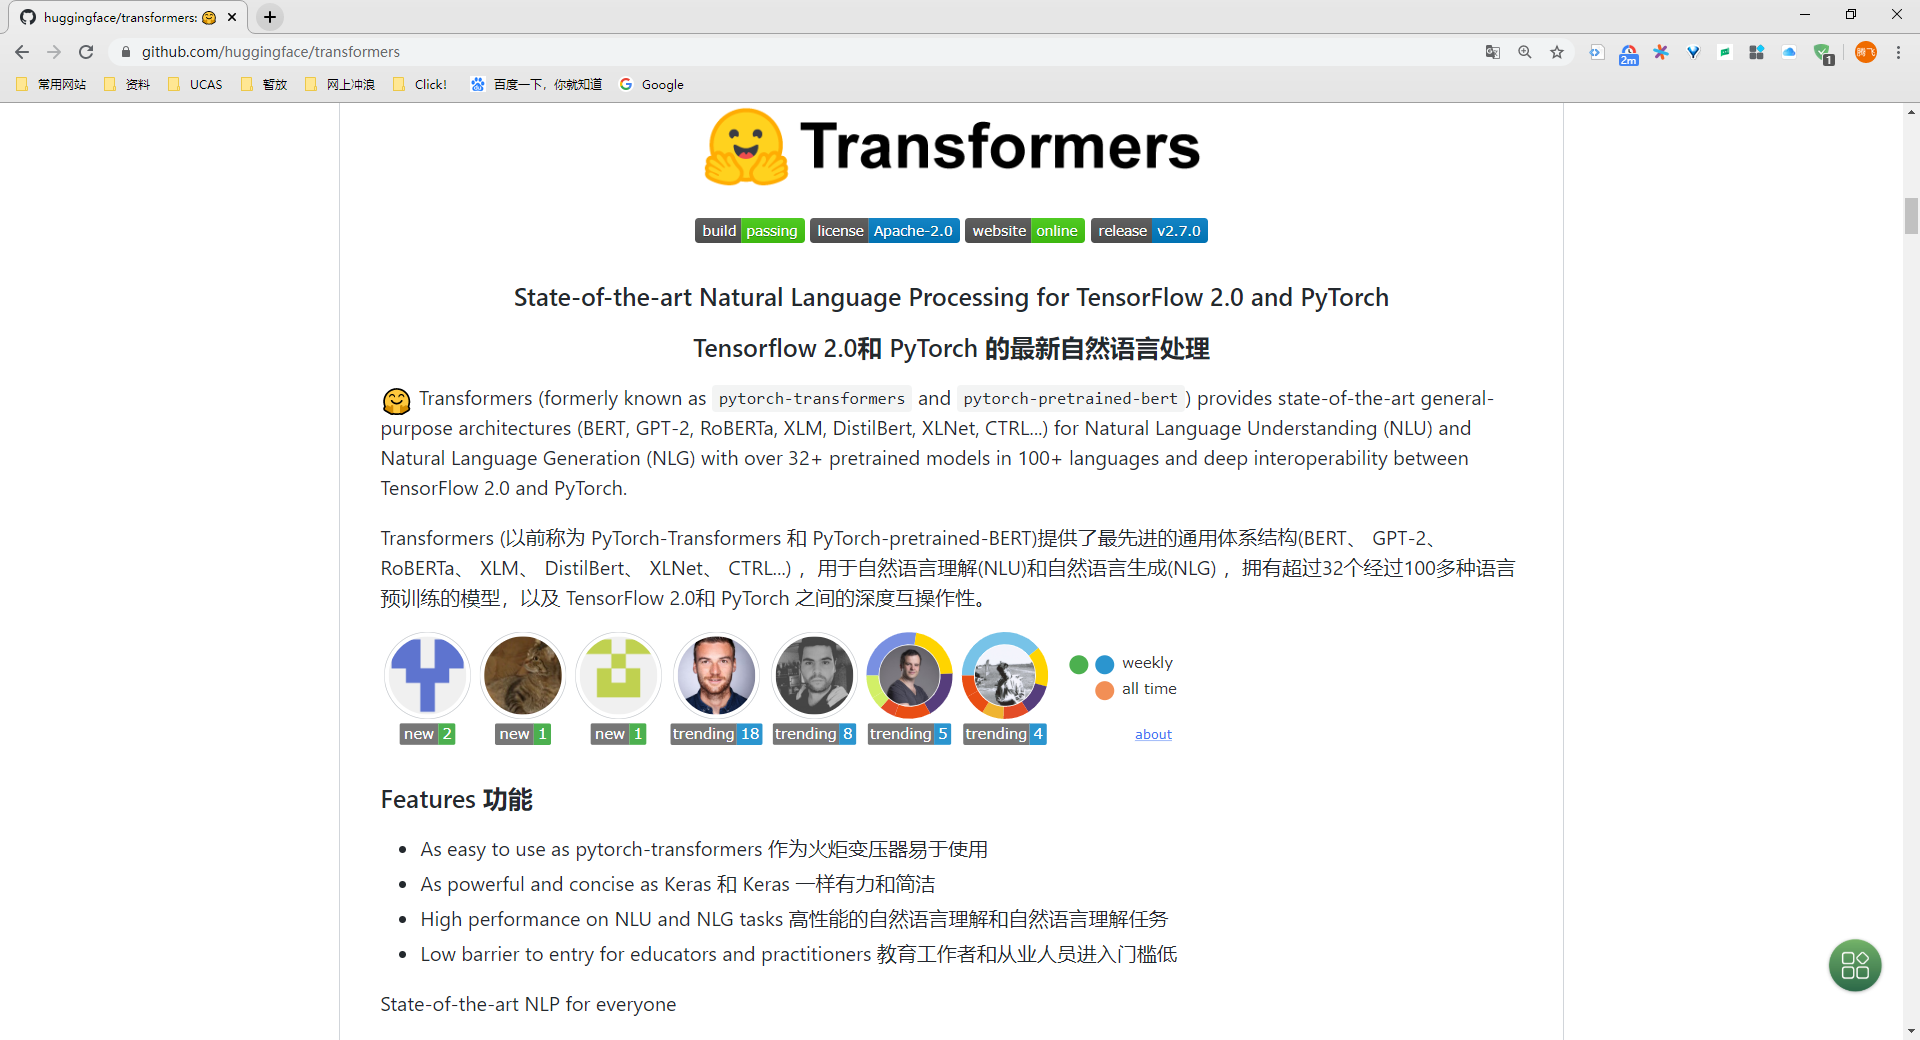 huggingface/transformers: 🤗
github.com/huggingface/transformers
2m
1
腾飞
常用网站 资料 UCAS 暂放 网上冲浪 Click! 百度一下，你就知道 Google
Transformers
build passing license Apache-2.0 website online release v2.7.0
State-of-the-art Natural Language Processing for TensorFlow 2.0 and PyTorch
Tensorflow 2.0和 PyTorch 的最新自然语言处理
🤗 Transformers (formerly known as pytorch-transformers and pytorch-pretrained-bert) provides state-of-the-art general-
purpose architectures (BERT, GPT-2, RoBERTa, XLM, DistilBert, XLNet, CTRL...) for Natural Language Understanding (NLU) and
Natural Language Generation (NLG) with over 32+ pretrained models in 100+ languages and deep interoperability between
TensorFlow 2.0 and PyTorch.
Transformers (以前称为 PyTorch-Transformers 和 PyTorch-pretrained-BERT)提供了最先进的通用体系结构(BERT、 GPT-2、
RoBERTa、 XLM、 DistilBert、 XLNet、 CTRL...) ，用于自然语言理解(NLU)和自然语言生成(NLG) ，拥有超过32个经过100多种语言
预训练的模型，以及 TensorFlow 2.0和 PyTorch 之间的深度互操作性。
weekly
all time
new 2 new 1 new 1 trending 18 trending 8 trending 5 trending 4 about
Features 功能
As easy to use as pytorch-transformers 作为火炬变压器易于使用
As powerful and concise as Keras 和 Keras 一样有力和简洁
High performance on NLU and NLG tasks 高性能的自然语言理解和自然语言理解任务
Low barrier to entry for educators and practitioners 教育工作者和从业人员进入门槛低
State-of-the-art NLP for everyone